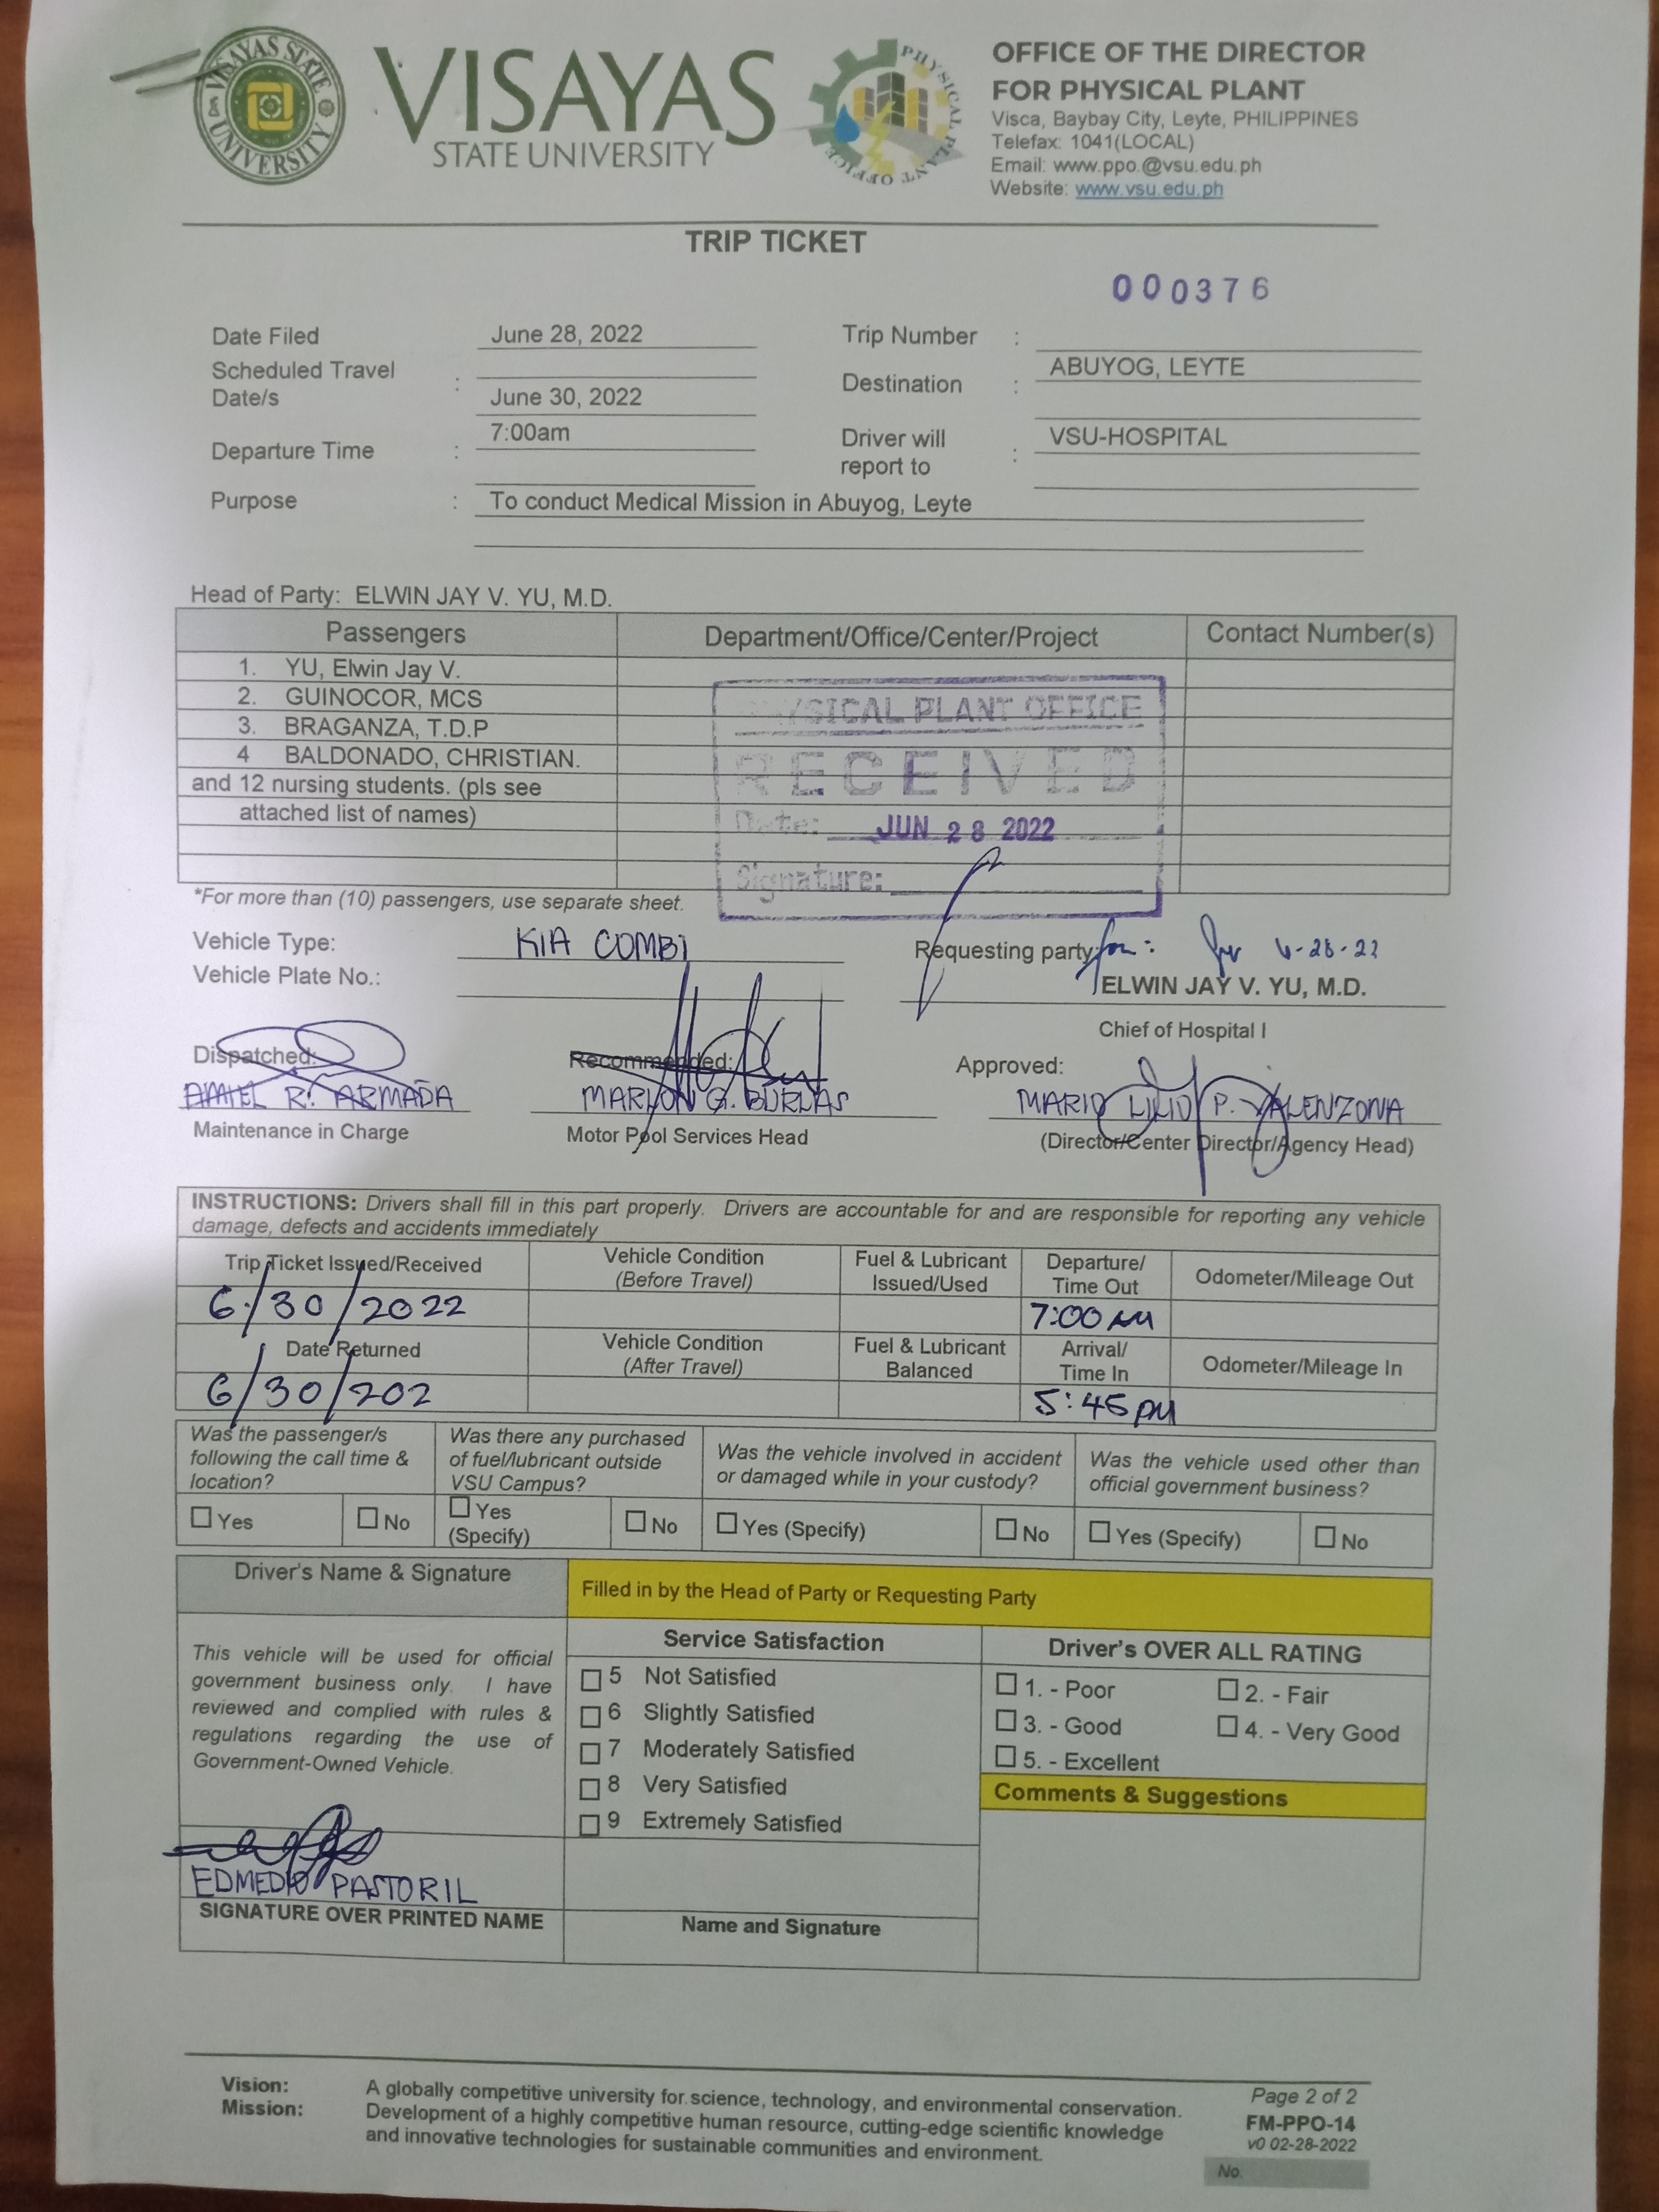 VISAYAS STATE UNIVERSITY
VISAYAS
STATE UNIVERSITY
PHYSICAL PLANT OFFICE
OFFICE OF THE DIRECTOR
FOR PHYSICAL PLANT
Visca, Baybay City, Leyte, PHILIPPINES
Telefax: 1041(LOCAL)
Email: www.ppo.@vsu.edu.ph
Website: www.vsu.edu.ph
TRIP TICKET
000376
Date Filed June 28, 2022 Trip Number :
Scheduled Travel Date/s : June 30, 2022 Destination : ABUYOG, LEYTE
Departure Time : 7:00am Driver will report to : VSU-HOSPITAL
Purpose : To conduct Medical Mission in Abuyog, Leyte
Head of Party: ELWIN JAY V. YU, M.D.
Passengers Department/Office/Center/Project Contact Number(s)
1. YU, Elwin Jay V.
2. GUINOCOR, MCS
3. BRAGANZA, T.D.P
4 BALDONADO, CHRISTIAN.
and 12 nursing students. (pls see
attached list of names)
SICAL PLANT OFFICE
RECEIVED
Date: JUN 28 2022
Signature:
*For more than (10) passengers, use separate sheet.
Vehicle Type: KIA COMBI Requesting party: for:
Vehicle Plate No.: ELWIN JAY V. YU, M.D.
Chief of Hospital I
Dispatched: Recommended: Approved:
R. ARMADA MARLON G. BURLAS MARIO LILIO P. VALENZONA
Maintenance in Charge Motor Pool Services Head (Director/Center Director/Agency Head)
INSTRUCTIONS: Drivers shall fill in this part properly. Drivers are accountable for and are responsible for reporting any vehicle
damage, defects and accidents immediately
Trip Ticket Issued/Received Vehicle Condition (Before Travel) Fuel & Lubricant Issued/Used Departure/ Time Out Odometer/Mileage Out
6/30/2022 7:00 AM
Date Returned Vehicle Condition (After Travel) Fuel & Lubricant Balanced Arrival/ Time In Odometer/Mileage In
6/30/202 5:45 PM
Was the passenger/s following the call time & location? Was there any purchased of fuel/lubricant outside VSU Campus? Was the vehicle involved in accident or damaged while in your custody? Was the vehicle used other than official government business?
Yes No Yes (Specify) No Yes (Specify) No Yes (Specify) No
Driver's Name & Signature Filled in by the Head of Party or Requesting Party
This vehicle will be used for official
government business only. I have
reviewed and complied with rules &
regulations regarding the use of
Government-Owned Vehicle.
EDMEDIO PASTORIL
SIGNATURE OVER PRINTED NAME
Service Satisfaction
5 Not Satisfied
6 Slightly Satisfied
7 Moderately Satisfied
8 Very Satisfied
9 Extremely Satisfied
Name and Signature
Driver's OVER ALL RATING
1. - Poor 2. - Fair
3. - Good 4. - Very Good
5. - Excellent
Comments & Suggestions
Vision: A globally competitive university for science, technology, and environmental conservation.
Mission: Development of a highly competitive human resource, cutting-edge scientific knowledge
and innovative technologies for sustainable communities and environment.
Page 2 of 2
FM-PPO-14
v0 02-28-2022
No.